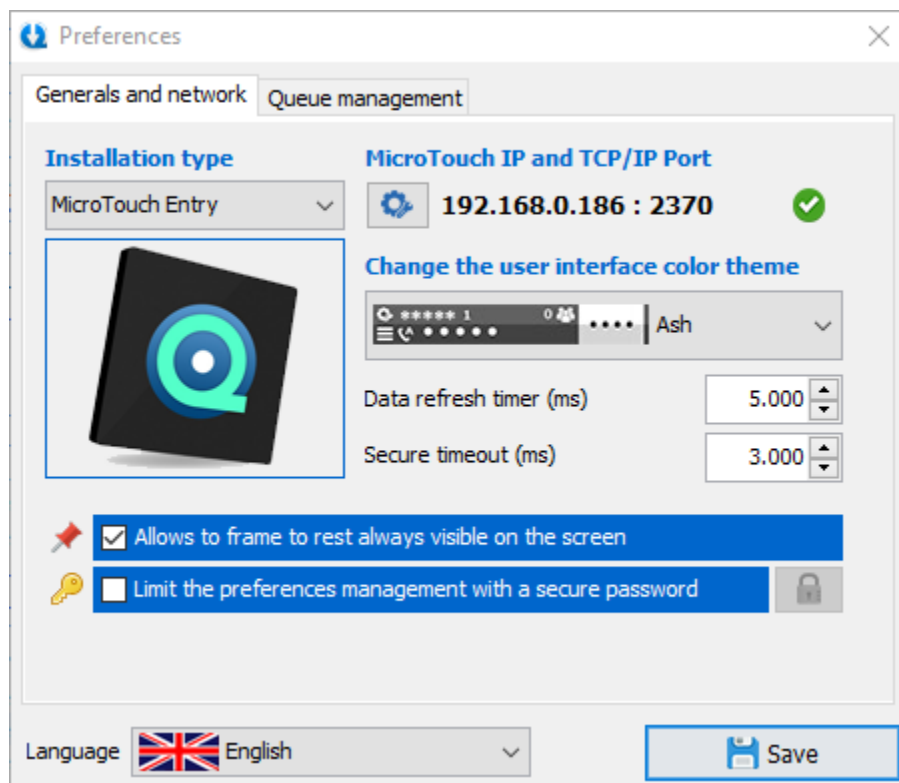 Preferences
Generals and network
Queue management
Installation type
MicroTouch IP and TCP/IP Port
MicroTouch Entry
192.168.0.186 : 2370
Change the user interface color theme
***** 1 0
Ash
Data refresh timer (ms)
5.000
Secure timeout (ms)
3.000
Allows to frame to rest always visible on the screen
Limit the preferences management with a secure password
Language
English
Save